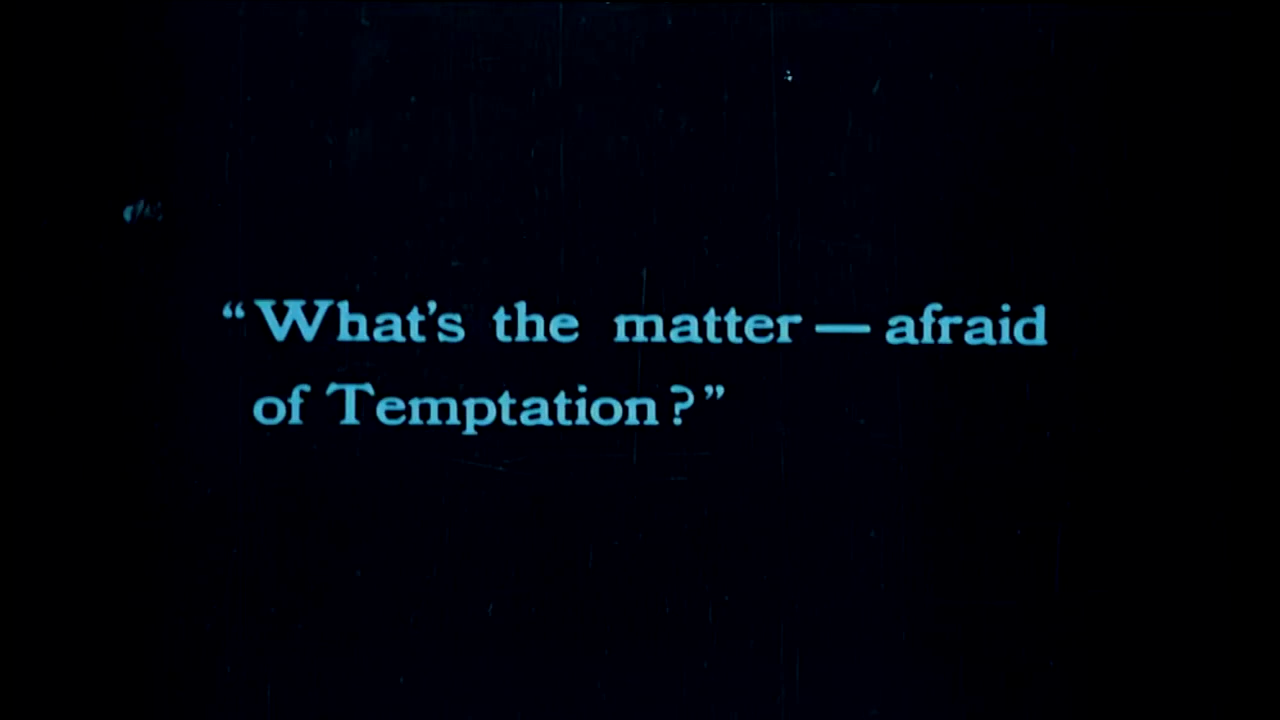 “What’s the matter — afraid
of Temptation?”